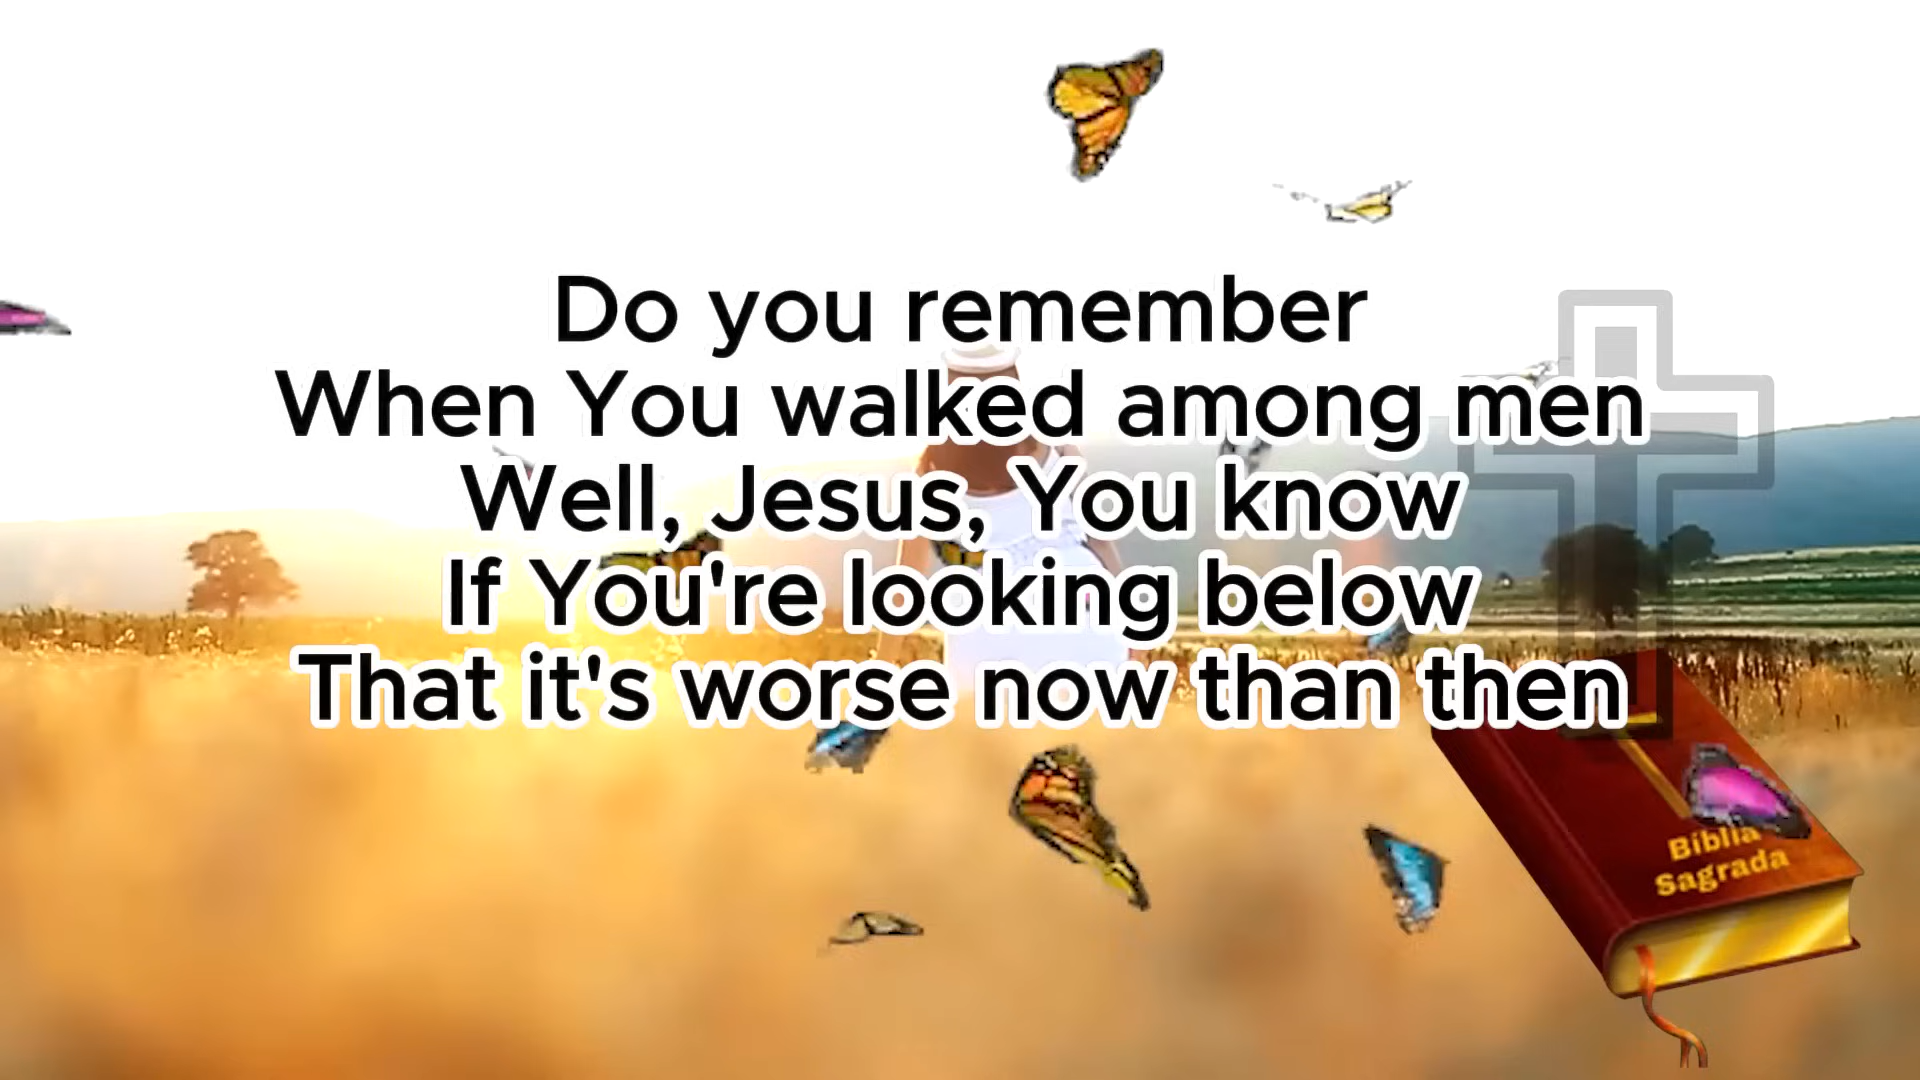 Do you remember
When You walked among men
Well, Jesus, You know
If You're looking below
That it's worse now than then
Bíblia
Sagrada